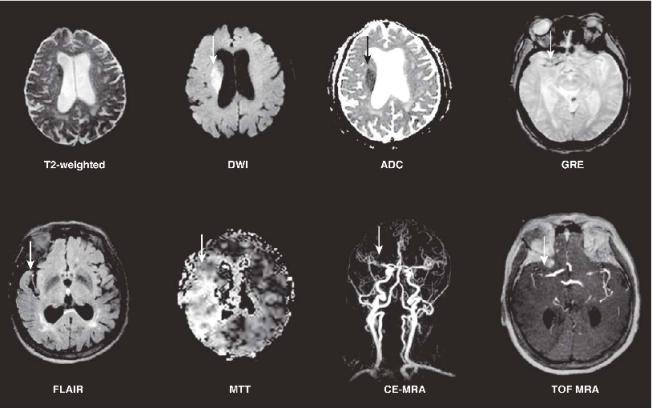 T2-weighted
DWI
ADC
GRE
FLAIR
MTT
CE-MRA
TOF MRA